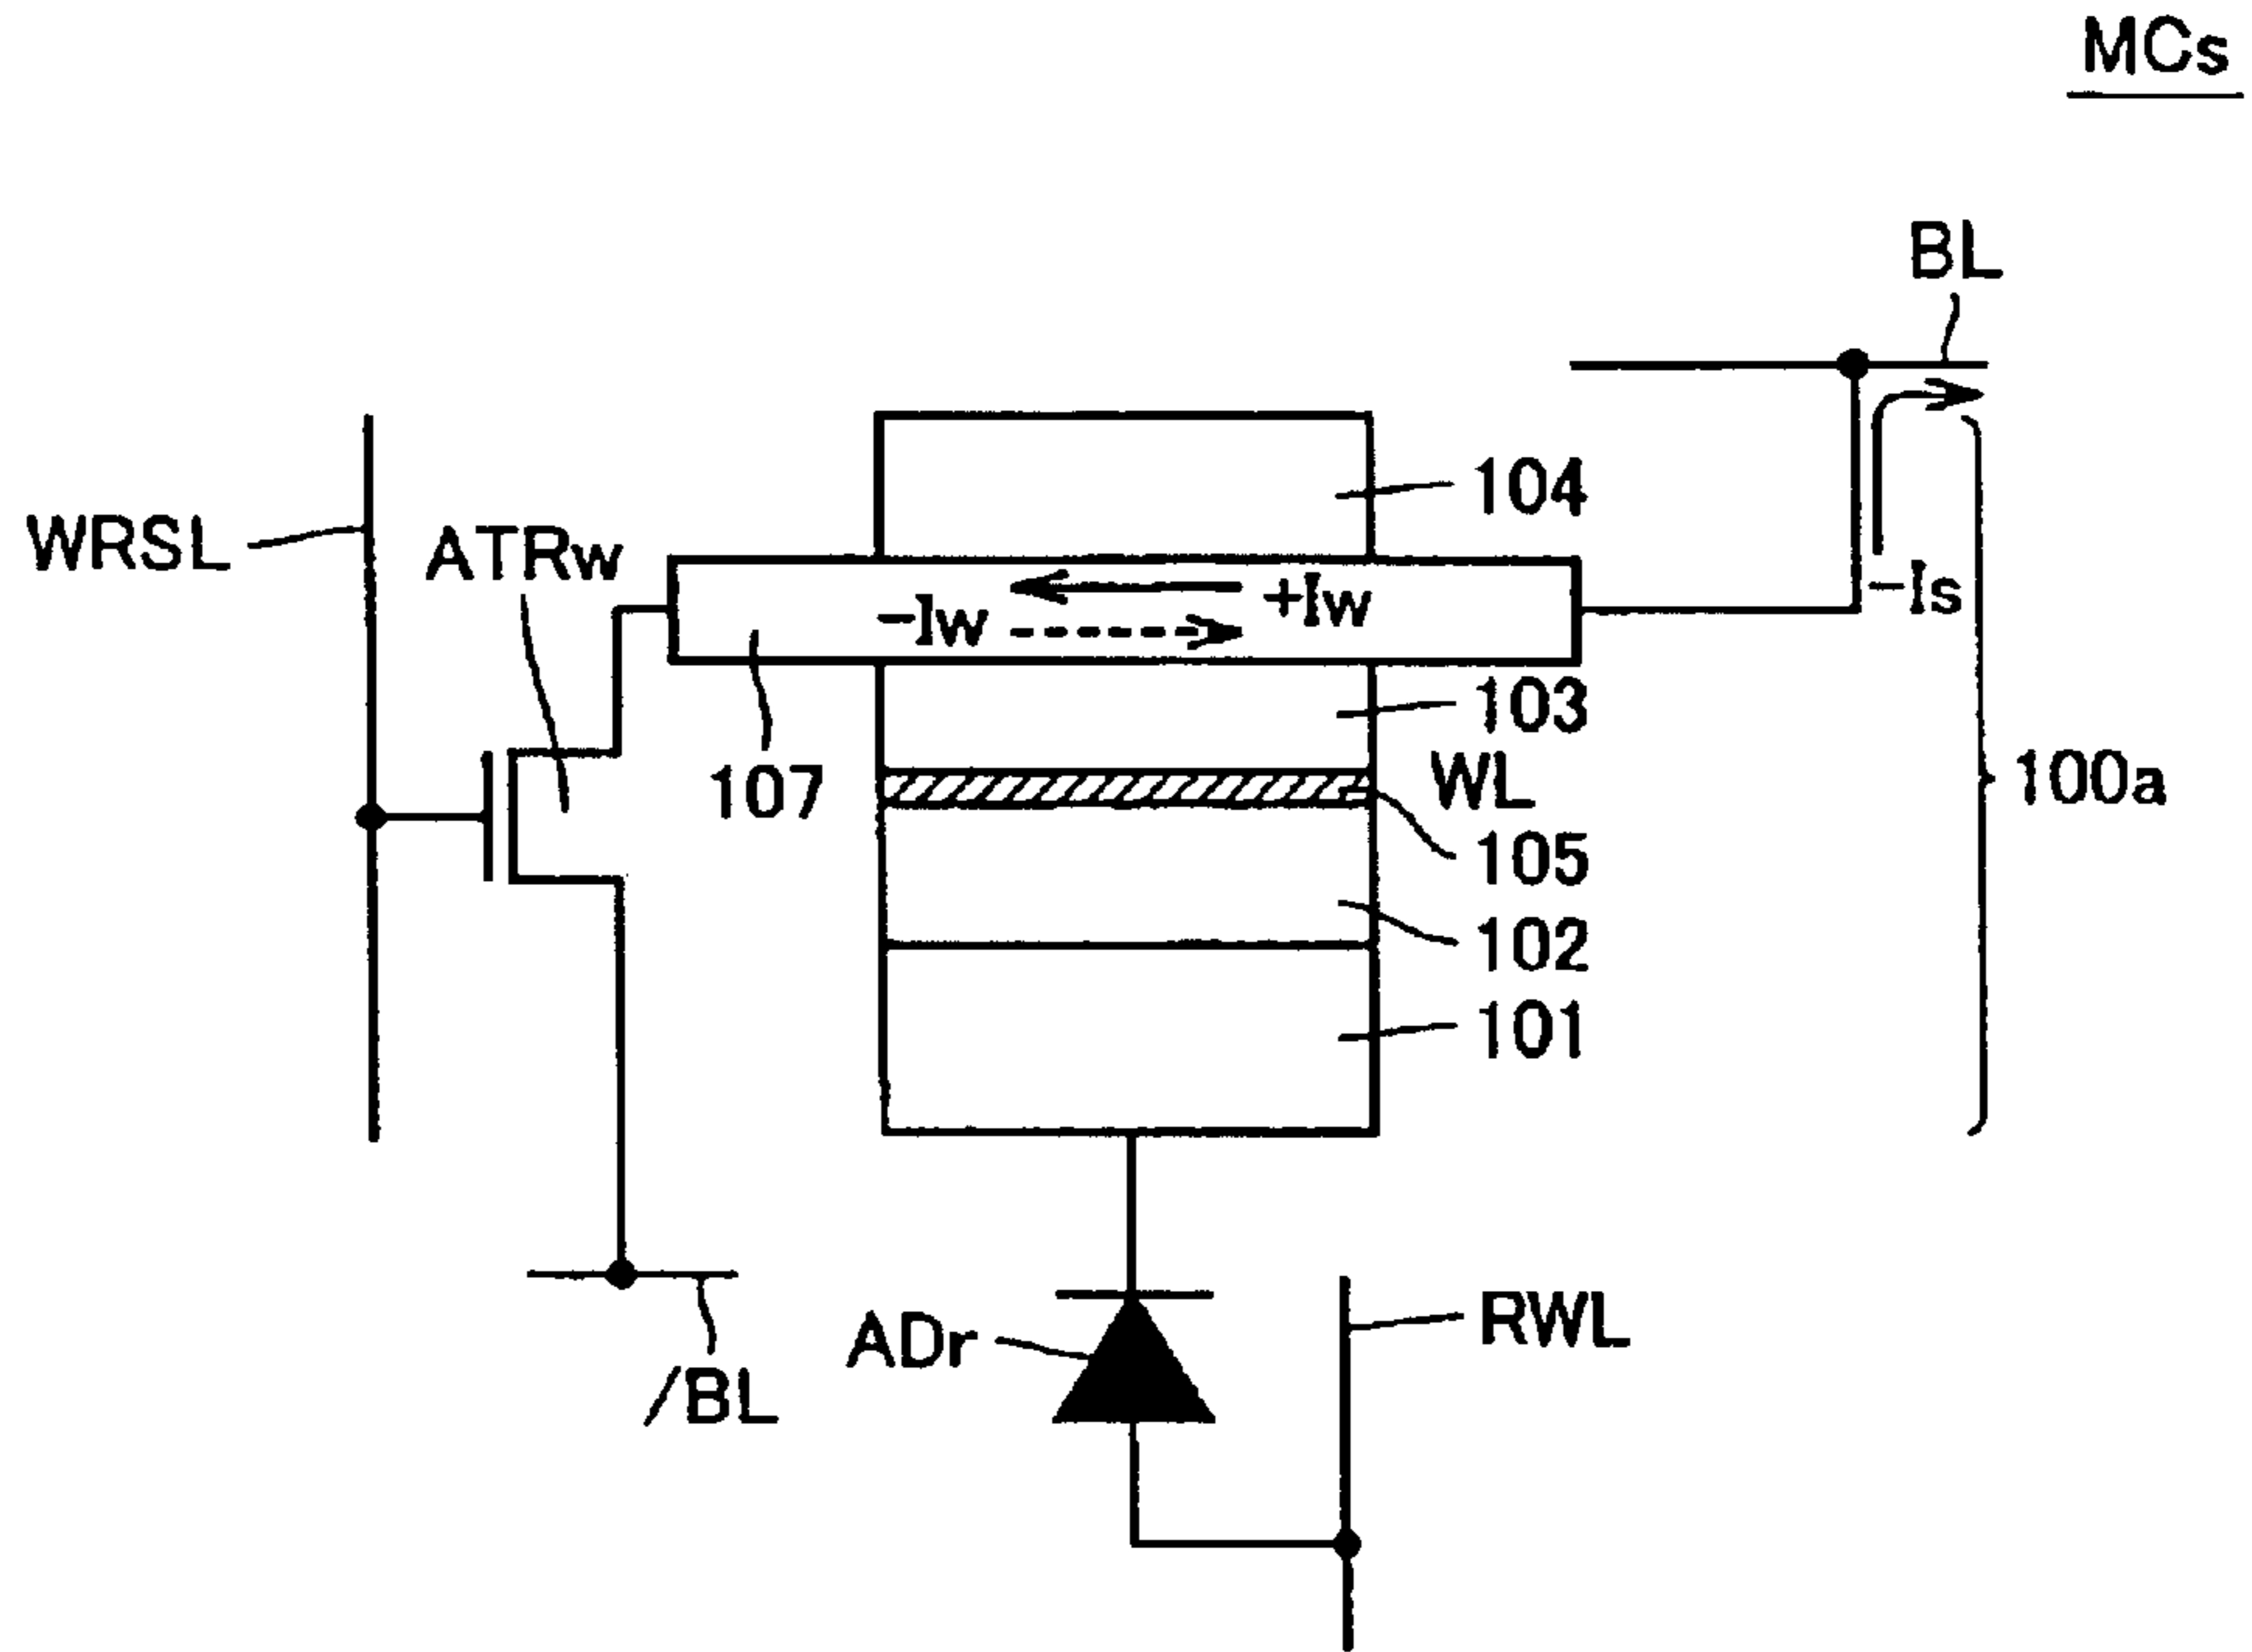 MCs
BL
104
WRSL
ATRw
+Iw
-Iw
-Is
103
107
WL
100a
105
102
101
ADr
RWL
/BL